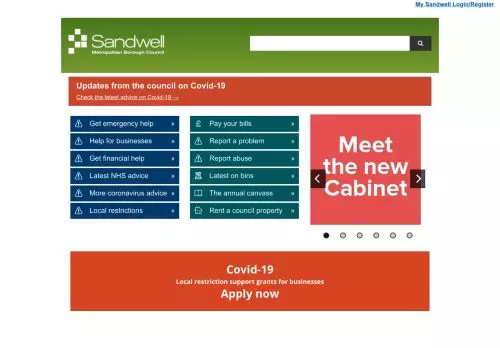 My Sandwell Login/Register
Sandwell
Metropolitan Borough Council
Updates from the council on Covid-19
Check the latest advice on Covid-19 →
Get emergency help »
Help for businesses »
Get financial help »
Latest NHS advice »
More coronavirus advice »
Local restrictions »
Pay your bills »
Report a problem »
Report abuse »
Latest on bins »
The annual canvass »
Rent a council property »
Meet
the new
Cabinet
Covid-19
Local restriction support grants for businesses
Apply now